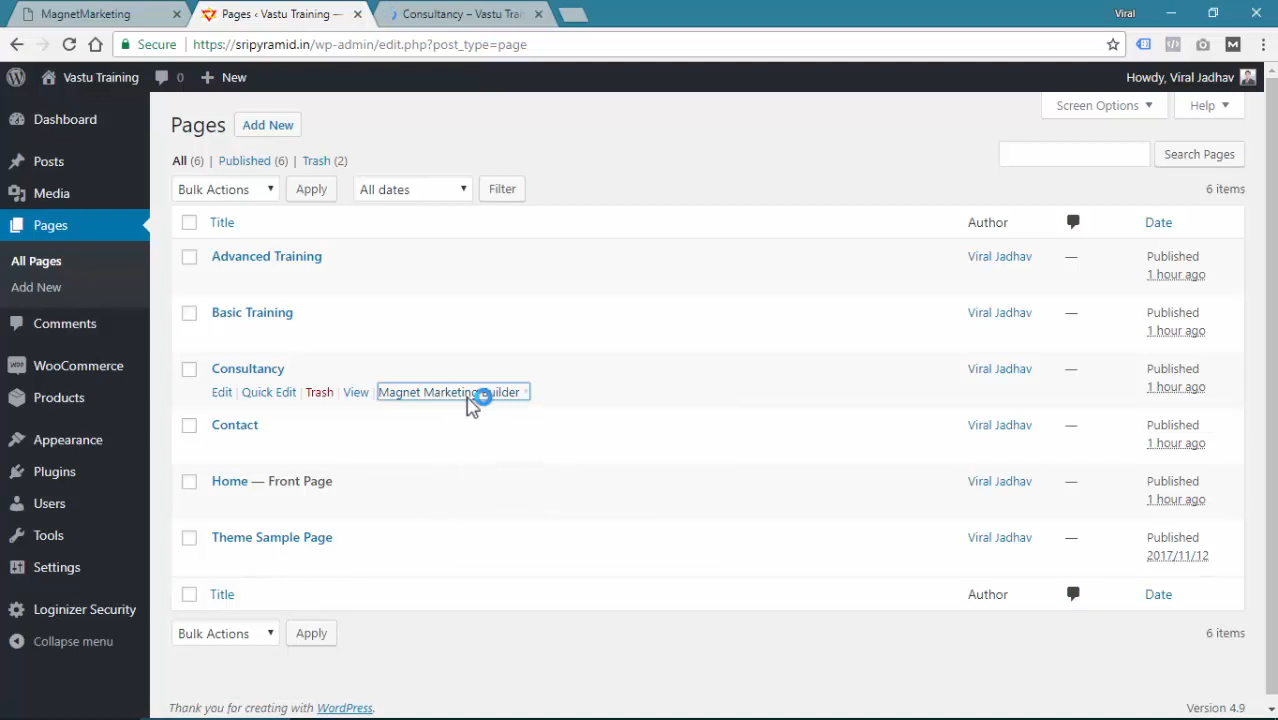 MagnetMarketing
Pages ‹ Vastu Training —
Consultancy – Vastu Trai
Viral
Secure
https://sripyramid.in/wp-admin/edit.php?post_type=page
Vastu Training 0 + New
Howdy, Viral Jadhav
Screen Options
Help
Dashboard
Posts
Media
Pages
All Pages
Add New
Comments
WooCommerce
Products
Appearance
Plugins
Users
Tools
Settings
Loginizer Security
Collapse menu
Pages Add New
All (6) | Published (6) | Trash (2)
Search Pages
Bulk Actions Apply All dates Filter
6 items
Title Author Date
Advanced Training Viral Jadhav — Published
1 hour ago
Basic Training Viral Jadhav — Published
1 hour ago
Consultancy Viral Jadhav — Published
Edit | Quick Edit | Trash | View | Magnet Marketing Builder 1 hour ago
Contact Viral Jadhav — Published
1 hour ago
Home — Front Page Viral Jadhav — Published
1 hour ago
Theme Sample Page Viral Jadhav — Published
2017/11/12
Title Author Date
Bulk Actions Apply
6 items
Thank you for creating with WordPress.
Version 4.9